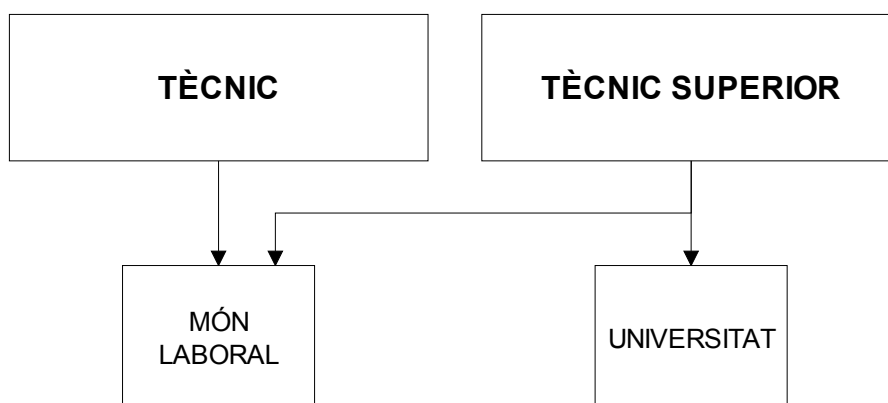 TÈCNIC
TÈCNIC SUPERIOR
MÓN
LABORAL
UNIVERSITAT